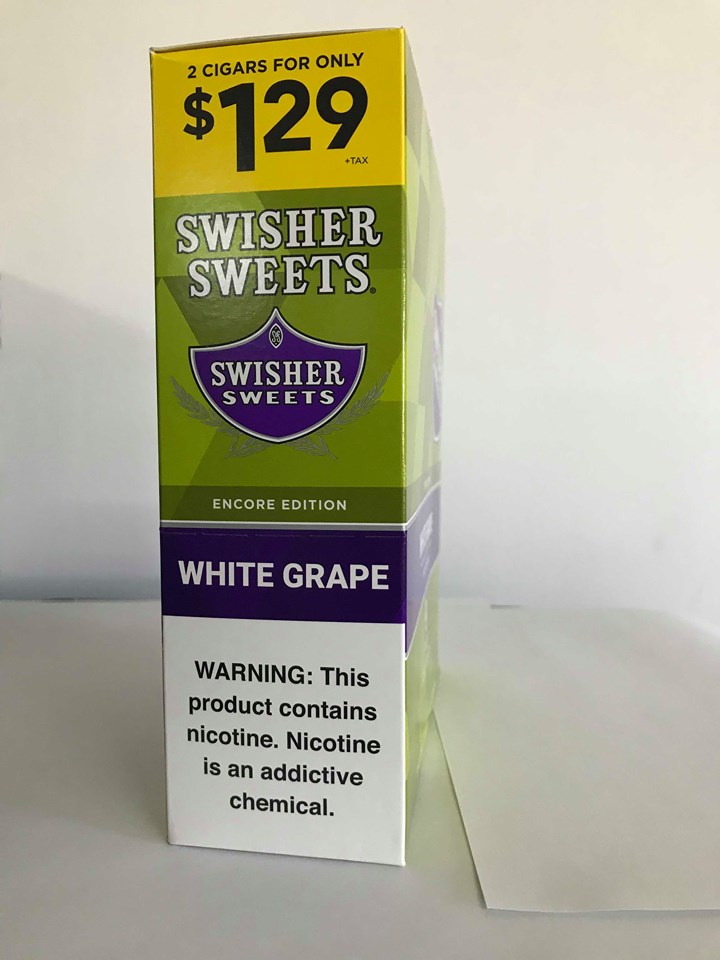 2 CIGARS FOR ONLY
$129
+TAX
SWISHER
SWEETS®
SWISHER
SWEETS
ENCORE EDITION
WHITE GRAPE
WARNING: This
product contains
nicotine. Nicotine
is an addictive
chemical.